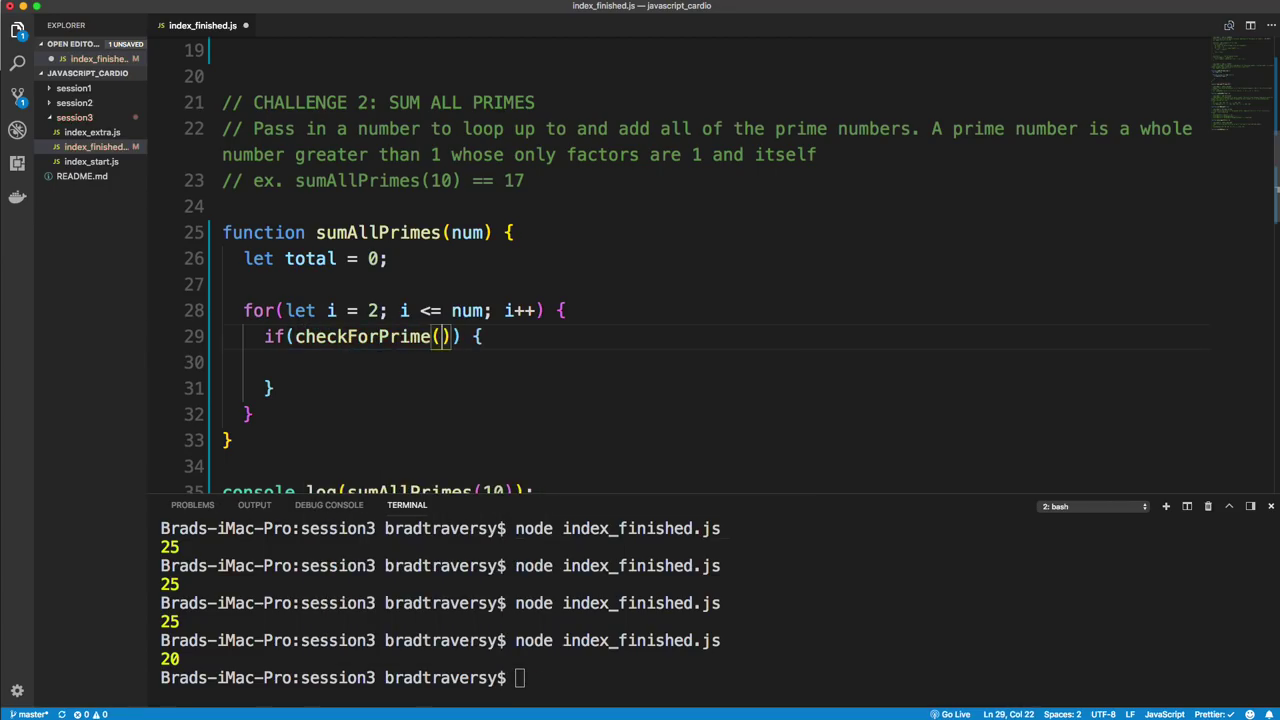 index_finished.js — javascript_cardio
EXPLORER
index_finished.js
OPEN EDITO... 1 UNSAVED
index_finishe... M
JAVASCRIPT_CARDIO
session1
session2
session3
index_extra.js
index_finished... M
index_start.js
README.md
1
1
19
20
21 // CHALLENGE 2: SUM ALL PRIMES
22 // Pass in a number to loop up to and add all of the prime numbers. A prime number is a whole
number greater than 1 whose only factors are 1 and itself
23 // ex. sumAllPrimes(10) == 17
24
25 function sumAllPrimes(num) {
26 let total = 0;
27
28 for(let i = 2; i <= num; i++) {
29 if(checkForPrime()) {
30
31 }
32 }
33 }
34
35 console.log(sumAllPrimes(10));
PROBLEMS OUTPUT DEBUG CONSOLE TERMINAL 2: bash
Brads-iMac-Pro:session3 bradtraversy$ node index_finished.js
25
Brads-iMac-Pro:session3 bradtraversy$ node index_finished.js
25
Brads-iMac-Pro:session3 bradtraversy$ node index_finished.js
25
Brads-iMac-Pro:session3 bradtraversy$ node index_finished.js
20
Brads-iMac-Pro:session3 bradtraversy$
master* 0 0 Go Live Ln 29, Col 22 Spaces: 2 UTF-8 LF JavaScript Prettier: ✓